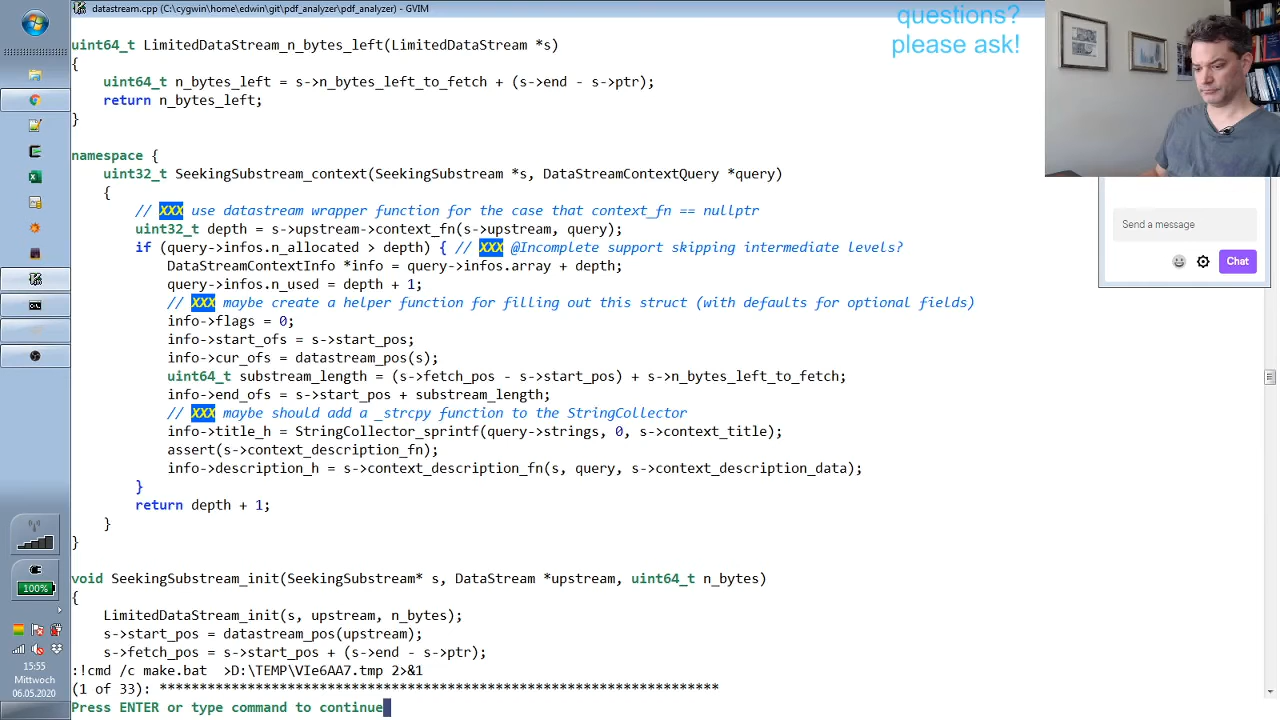 datastream.cpp (C:\cygwin\home\edwin\git\pdf_analyzer\pdf_analyzer) - GVIM
questions?
please ask!
uint64_t LimitedDataStream_n_bytes_left(LimitedDataStream *s)
{
uint64_t n_bytes_left = s->n_bytes_left_to_fetch + (s->end - s->ptr);
return n_bytes_left;
}
namespace {
uint32_t SeekingSubstream_context(SeekingSubstream *s, DataStreamContextQuery *query)
{
// XXX use datastream wrapper function for the case that context_fn == nullptr
uint32_t depth = s->upstream->context_fn(s->upstream, query);
if (query->infos.n_allocated > depth) { // XXX @Incomplete support skipping intermediate levels?
DataStreamContextInfo *info = query->infos.array + depth;
query->infos.n_used = depth + 1;
// XXX maybe create a helper function for filling out this struct (with defaults for optional fields)
info->flags = 0;
info->start_ofs = s->start_pos;
info->cur_ofs = datastream_pos(s);
uint64_t substream_length = (s->fetch_pos - s->start_pos) + s->n_bytes_left_to_fetch;
info->end_ofs = s->start_pos + substream_length;
// XXX maybe should add a _strcpy function to the StringCollector
info->title_h = StringCollector_sprintf(query->strings, 0, s->context_title);
assert(s->context_description_fn);
info->description_h = s->context_description_fn(s, query, s->context_description_data);
}
return depth + 1;
}
}
void SeekingSubstream_init(SeekingSubstream* s, DataStream *upstream, uint64_t n_bytes)
{
LimitedDataStream_init(s, upstream, n_bytes);
s->start_pos = datastream_pos(upstream);
s->fetch_pos = s->start_pos + (s->end - s->ptr);
:!cmd /c make.bat  >D:\TEMP\VIe6AA7.tmp 2>&1
(1 of 33): **********************************************************************
Press ENTER or type command to continue
Send a message
Chat
100%
15:55
Mittwoch
06.05.2020